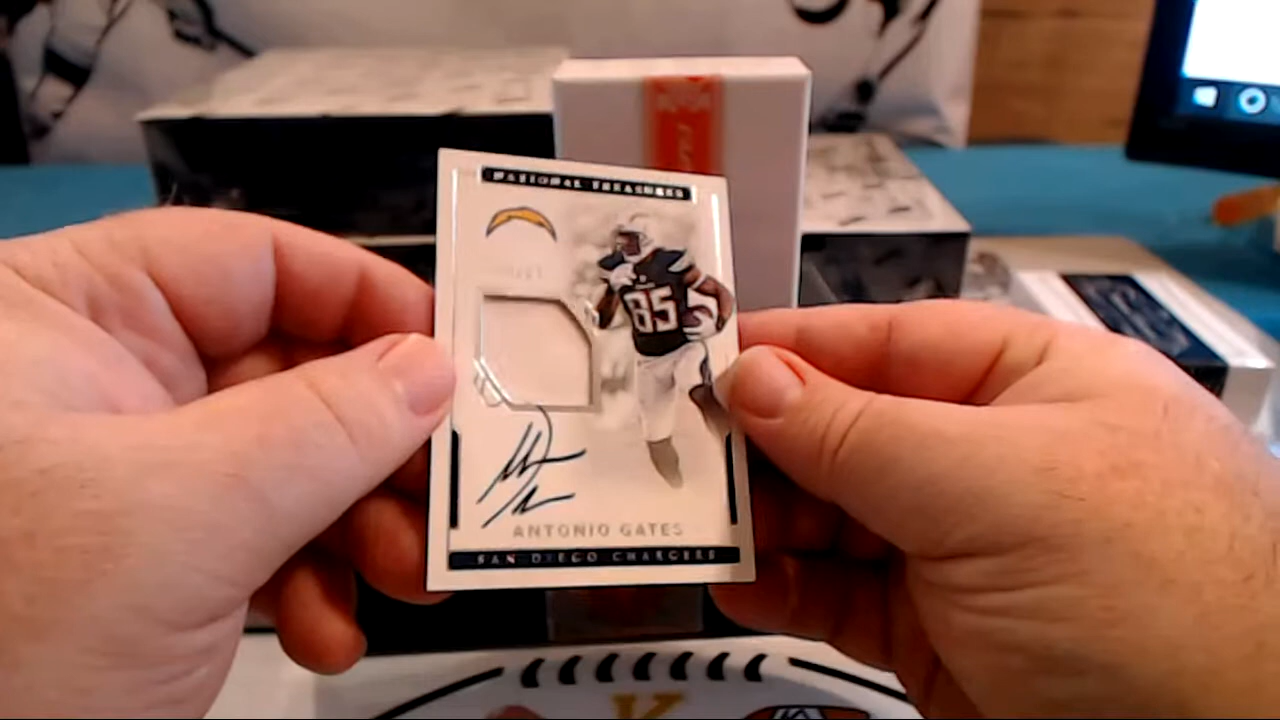 NATIONAL TREASURES
85
ANTONIO GATES
SAN DIEGO CHARGERS
K